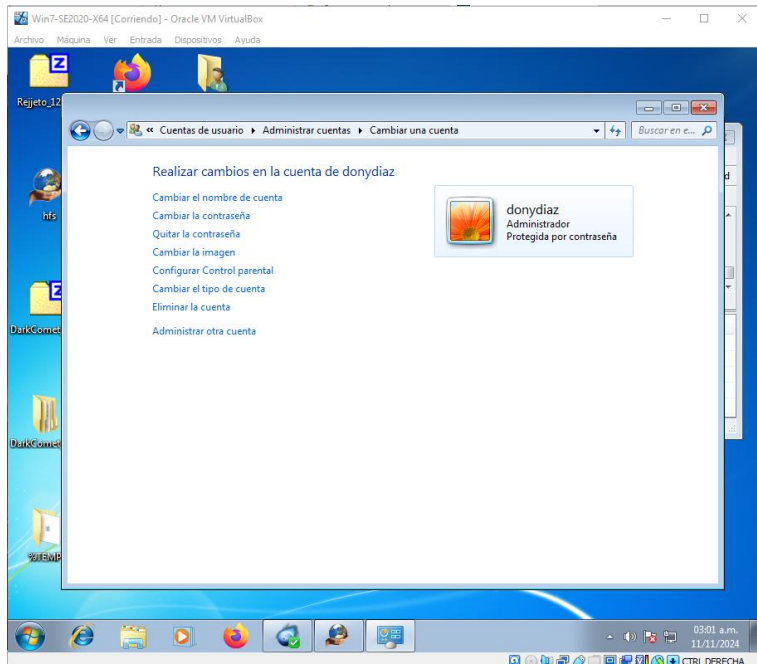 Win7-SE2020-X64 [Corriendo] - Oracle VM VirtualBox
Archivo Máquina Ver Entrada Dispositivos Ayuda
Rejjeto_12
« Cuentas de usuario Administrar cuentas Cambiar una cuenta
Buscar en e...
Realizar cambios en la cuenta de donydiaz
Cambiar el nombre de cuenta
Cambiar la contraseña
Quitar la contraseña
Cambiar la imagen
Configurar Control parental
Cambiar el tipo de cuenta
Eliminar la cuenta
Administrar otra cuenta
donydiaz
Administrador
Protegida por contraseña
hfs
DarkComet
DarkComet
%TEMP
03:01 a.m.
11/11/2024
CTRL DERECHA